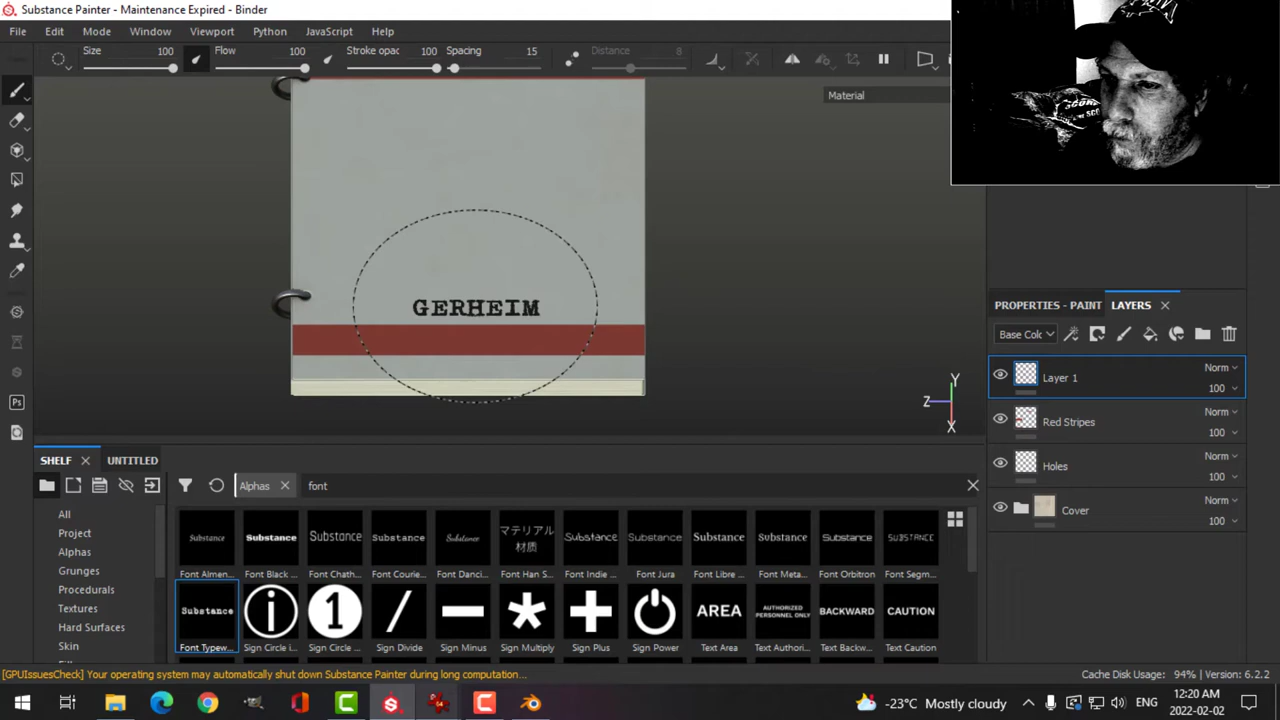 Substance Painter - Maintenance Expired - Binder
File Edit Mode Window Viewport Python JavaScript Help
Size 100 Flow 100 Stroke opac 100 Spacing 15 Distance 8
Material
GERHEIM
PROPERTIES - PAINT LAYERS
Base Col
Layer 1 Norm 100
Red Stripes Norm 100
Holes Norm 100
Cover Norm 100
Z Y X
SHELF UNTITLED
Alphas font
All
Project
Alphas
Grunges
Procedurals
Textures
Hard Surfaces
Skin
Substance Substance Substance Substance Substance マテリアル材質 Substance Substance Substance Substance Substance SUBSTANCE
Font Almen... Font Black ... Font Chath... Font Courie... Font Danci... Font Han S... Font Indie ... Font Jura Font Libre ... Font Meta... Font Orbitron Font Segm...
Substance i 1 AREA AUTHORIZED PERSONNEL ONLY BACKWARD CAUTION
Font Typew... Sign Circle i... Sign Circle ... Sign Divide Sign Minus Sign Multiply Sign Plus Sign Power Text Area Text Authori... Text Backw... Text Caution
[GPUIssuesCheck] Your operating system may automatically shut down Substance Painter during long computation...
Cache Disk Usage: 94% | Version: 6.2.2
-23°C Mostly cloudy ENG 12:20 AM
2022-02-02